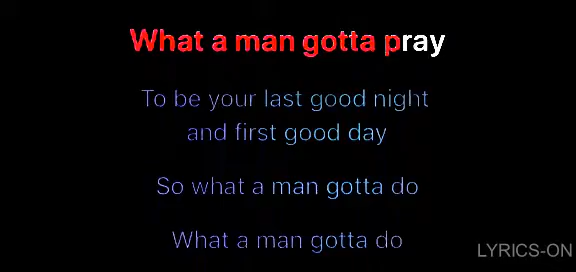 What a man gotta pray
To be your last good night
and first good day
So what a man gotta do
What a man gotta do
LYRICS-ON